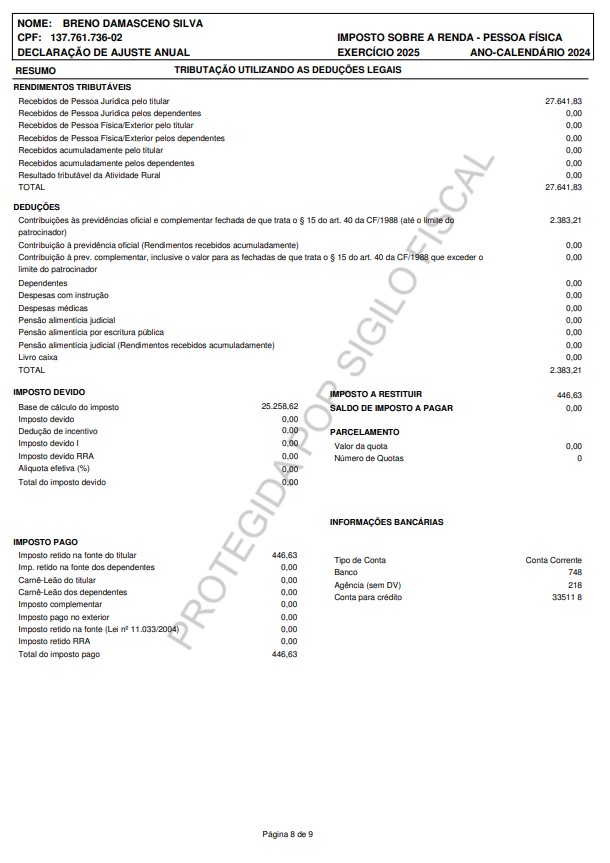 NOME: BRENO DAMASCENO SILVA
CPF: 137.761.736-02 IMPOSTO SOBRE A RENDA - PESSOA FÍSICA
DECLARAÇÃO DE AJUSTE ANUAL EXERCÍCIO 2025 ANO-CALENDÁRIO 2024
RESUMO TRIBUTAÇÃO UTILIZANDO AS DEDUÇÕES LEGAIS
RENDIMENTOS TRIBUTÁVEIS
Recebidos de Pessoa Jurídica pelo titular 27.641,83
Recebidos de Pessoa Jurídica pelos dependentes 0,00
Recebidos de Pessoa Física/Exterior pelo titular 0,00
Recebidos de Pessoa Física/Exterior pelos dependentes 0,00
Recebidos acumuladamente pelo titular 0,00
Recebidos acumuladamente pelos dependentes 0,00
Resultado tributável da Atividade Rural 0,00
TOTAL 27.641,83
DEDUÇÕES
Contribuições às previdências oficial e complementar fechada de que trata o § 15 do art. 40 da CF/1988 (até o limite do 2.383,21
patrocinador)
Contribuição à previdência oficial (Rendimentos recebidos acumuladamente) 0,00
Contribuição à prev. complementar, inclusive o valor para as fechadas de que trata o § 15 do art. 40 da CF/1988 que exceder o 0,00
limite do patrocinador
Dependentes 0,00
Despesas com instrução 0,00
Despesas médicas 0,00
Pensão alimentícia judicial 0,00
Pensão alimentícia por escritura pública 0,00
Pensão alimentícia judicial (Rendimentos recebidos acumuladamente) 0,00
Livro caixa 0,00
TOTAL 2.383,21
IMPOSTO DEVIDO
Base de cálculo do imposto 25.258,62
Imposto devido 0,00
Dedução de incentivo 0,00
Imposto devido I 0,00
Imposto devido RRA 0,00
Aliquota efetiva (%) 0,00
Total do imposto devido 0,00
IMPOSTO A RESTITUIR 446,63
SALDO DE IMPOSTO A PAGAR 0,00
PARCELAMENTO
Valor da quota 0,00
Número de Quotas 0
INFORMAÇÕES BANCÁRIAS
Tipo de Conta Conta Corrente
Banco 748
Agência (sem DV) 218
Conta para crédito 33511 8
IMPOSTO PAGO
Imposto retido na fonte do titular 446,63
Imp. retido na fonte dos dependentes 0,00
Carnê-Leão do titular 0,00
Carnê-Leão dos dependentes 0,00
Imposto complementar 0,00
Imposto pago no exterior 0,00
Imposto retido na fonte (Lei nº 11.033/2004) 0,00
Imposto retido RRA 0,00
Total do imposto pago 446,63
PROTEGIDA POR SIGILO FISCAL
Página 8 de 9